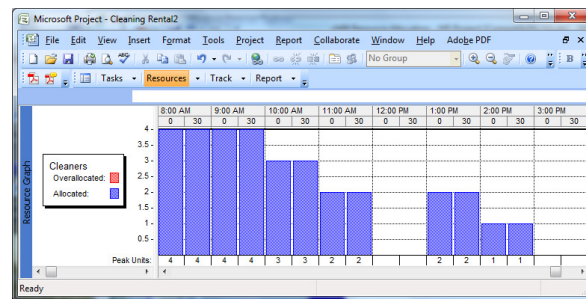 Microsoft Project - Cleaning Rental2
File Edit View Insert Format Tools Project Report Collaborate Window Help Adobe PDF
No Group
B
Tasks Resources Track Report
8:00 AM 9:00 AM 10:00 AM 11:00 AM 12:00 PM 1:00 PM 2:00 PM 3:00 PM
0 30 0 30 0 30 0 30 0 30 0 30 0 30 0 30
4
3.5
3
2.5
2
1.5
1
0.5
Resource Graph
Cleaners
Overallocated:
Allocated:
Peak Units: 4 4 4 4 3 3 2 2 2 2 1 1
Ready